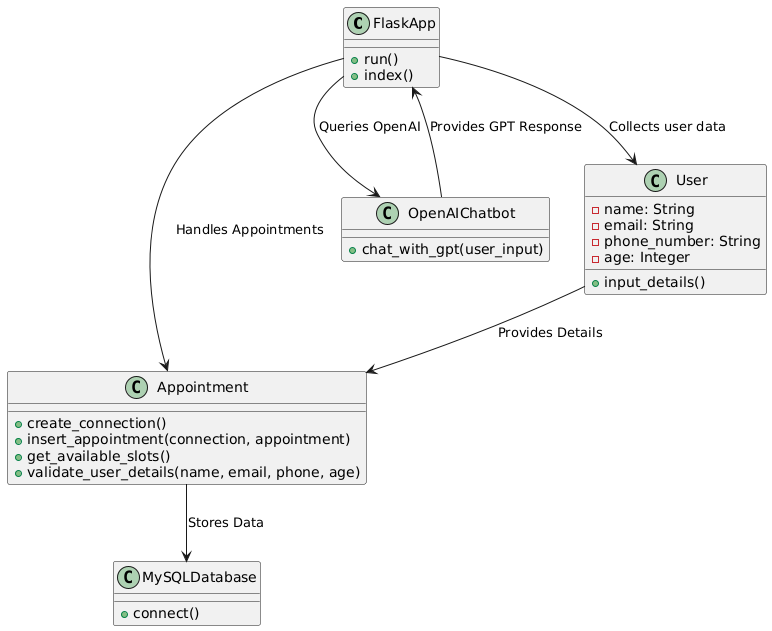 C FlaskApp
run()
index()
Queries OpenAI
Provides GPT Response
Collects user data
C OpenAIChatbot
chat_with_gpt(user_input)
C User
name: String
email: String
phone_number: String
age: Integer
input_details()
Handles Appointments
Provides Details
C Appointment
create_connection()
insert_appointment(connection, appointment)
get_available_slots()
validate_user_details(name, email, phone, age)
Stores Data
C MySQLDatabase
connect()